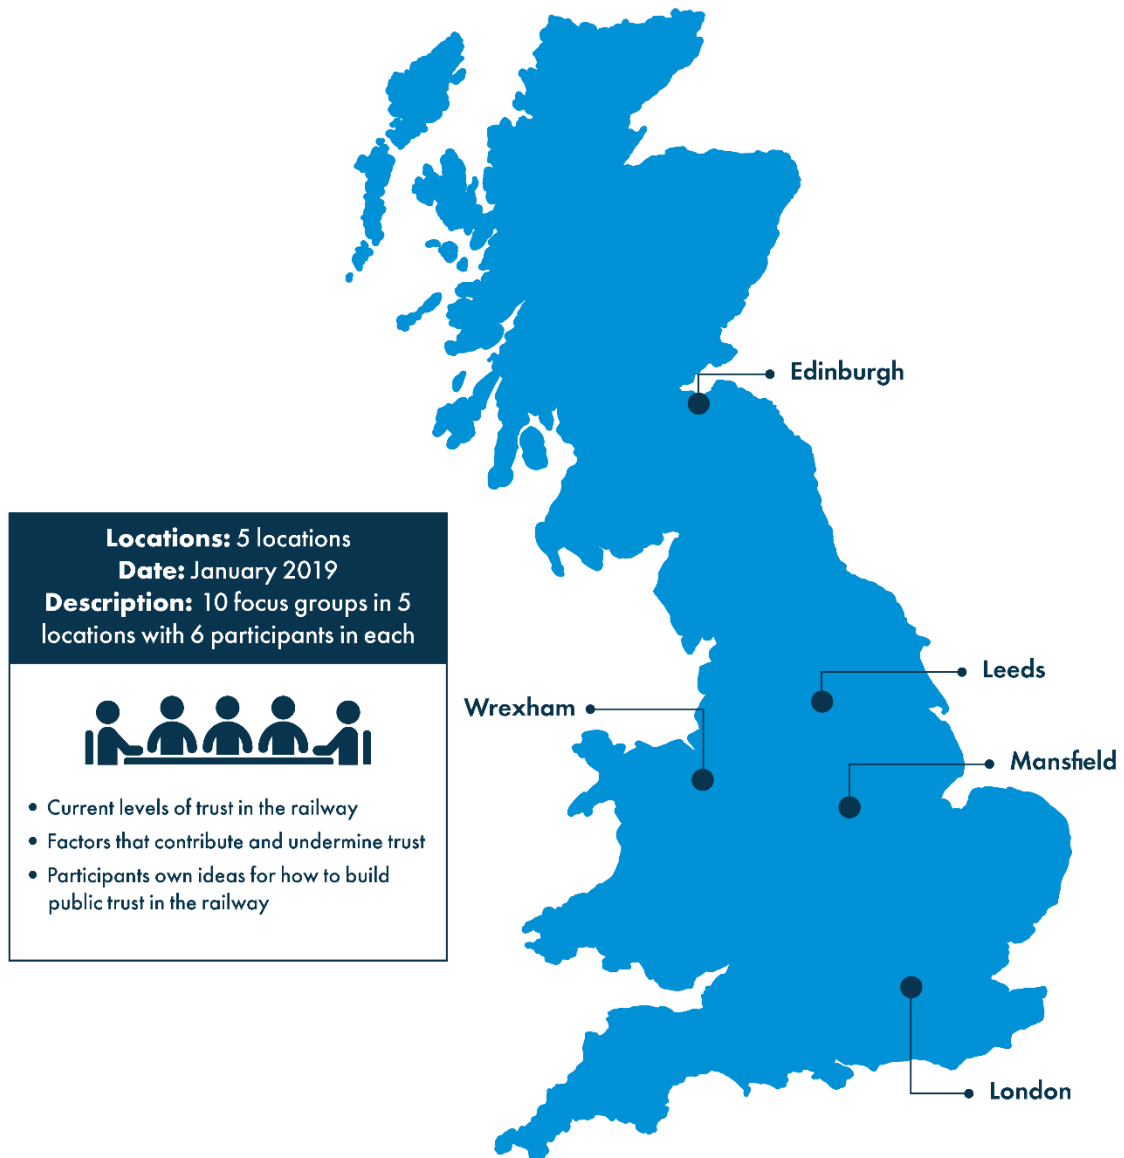 Edinburgh
Locations: 5 locations
Date: January 2019
Description: 10 focus groups in 5
locations with 6 participants in each
Leeds
Wrexham
Mansfield
• Current levels of trust in the railway
• Factors that contribute and undermine trust
• Participants own ideas for how to build
public trust in the railway
London